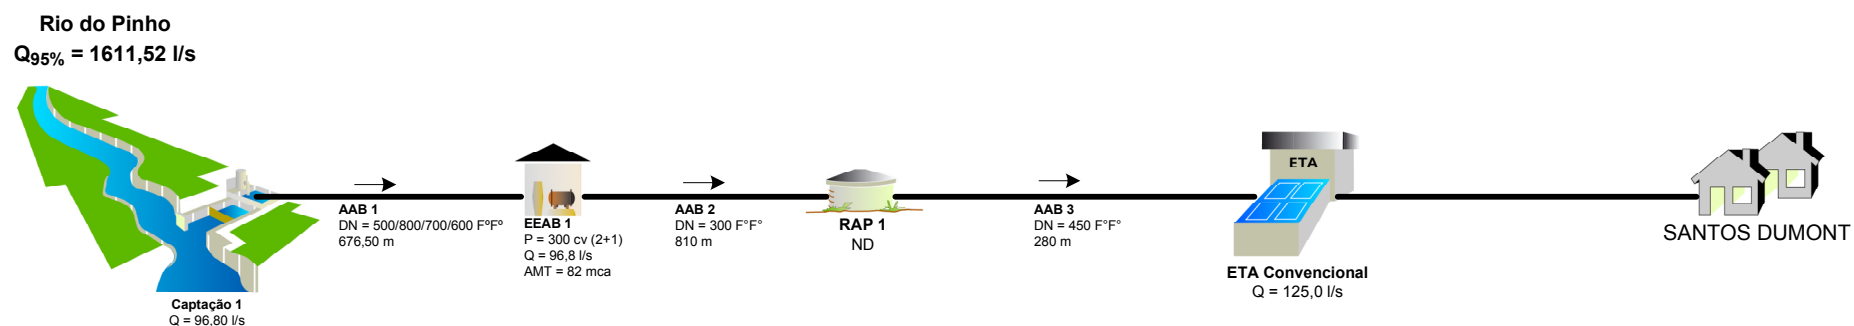 Rio do Pinho
Q95% = 1611,52 l/s
Captação 1
Q = 96,80 l/s
AAB 1
DN = 500/800/700/600 FºFº
676,50 m
EEAB 1
P = 300 cv (2+1)
Q = 96,8 l/s
AMT = 82 mca
AAB 2
DN = 300 F°F°
810 m
RAP 1
ND
AAB 3
DN = 450 F°F°
280 m
ETA
ETA Convencional
Q = 125,0 l/s
SANTOS DUMONT